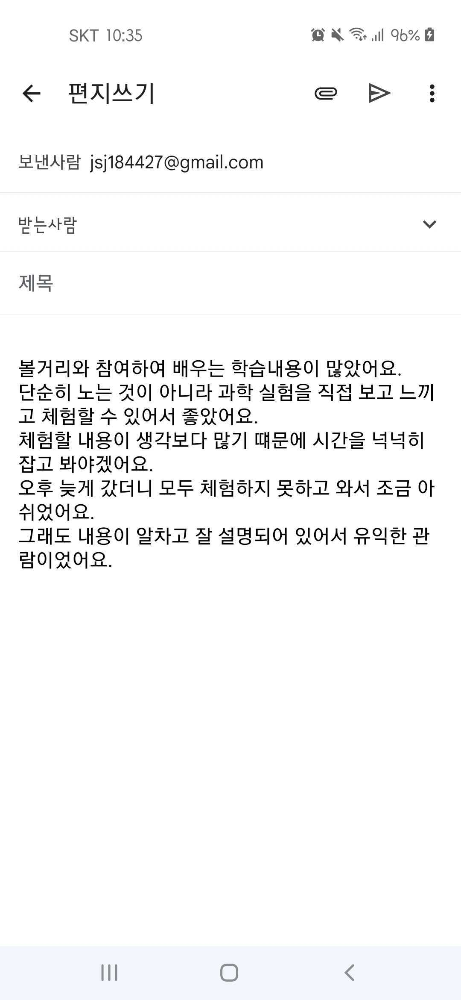 SKT 10:35 96%
편지쓰기
보낸사람 jsj184427@gmail.com
받는사람
제목
볼거리와 참여하여 배우는 학습내용이 많았어요.
단순히 노는 것이 아니라 과학 실험을 직접 보고 느끼
고 체험할 수 있어서 좋았어요.
체험할 내용이 생각보다 많기 떄문에 시간을 넉넉히
잡고 봐야겠어요.
오후 늦게 갔더니 모두 체험하지 못하고 와서 조금 아
쉬었어요.
그래도 내용이 알차고 잘 설명되어 있어서 유익한 관
람이었어요.